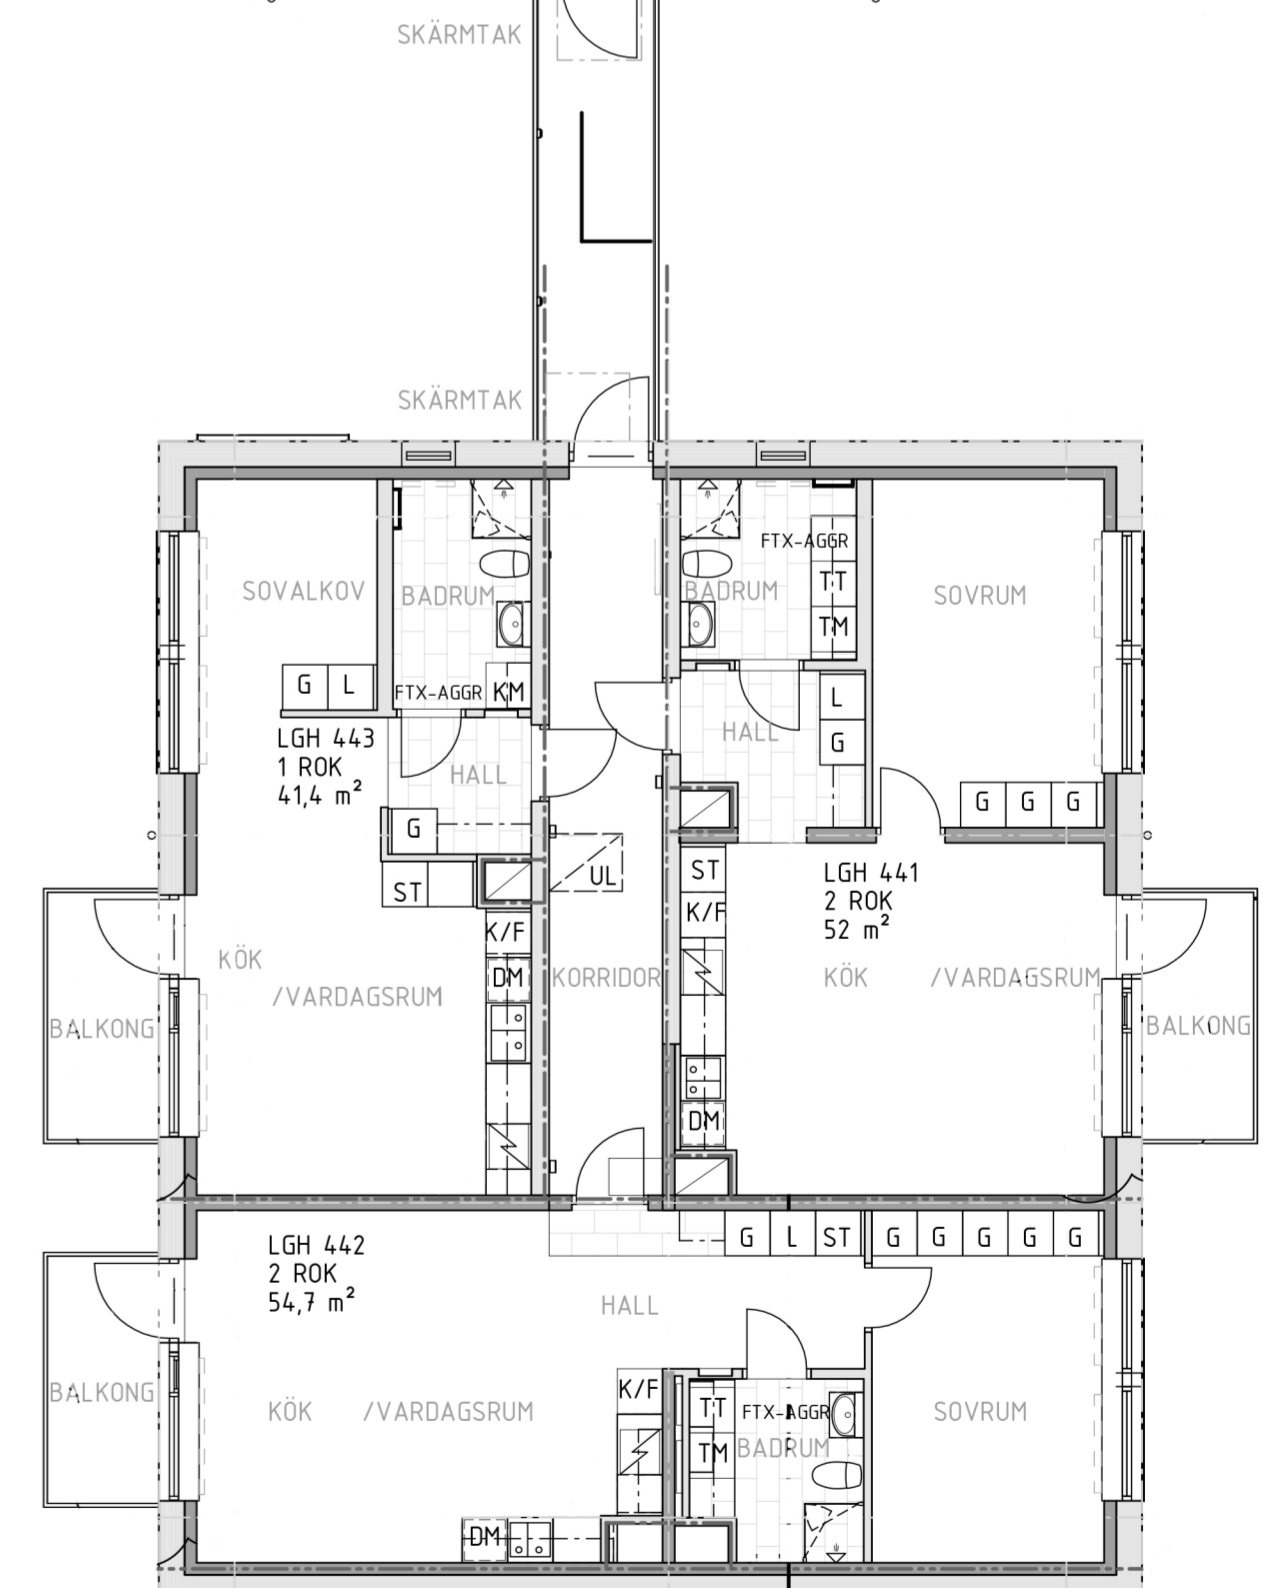 SKÄRMTAK
SKÄRMTAK
SOVALKOV
BADRUM
FTX-AGGR
KM
G
L
LGH 443
1 ROK
41,4 m²
HALL
G
ST
K/F
DM
KÖK
/VARDAGSRUM
BALKONG
UL
KORRIDOR
BADRUM
FTX-AGGR
TT
TM
SOVRUM
HALL
L
G
G
G
G
ST
K/F
LGH 441
2 ROK
52 m²
KÖK
/VARDAGSRUM
DM
BALKONG
LGH 442
2 ROK
54,7 m²
G
L
ST
G
G
G
G
G
HALL
BALKONG
KÖK
/VARDAGSRUM
K/F
DM
TT
TM
FTX-AGGR
BADRUM
SOVRUM